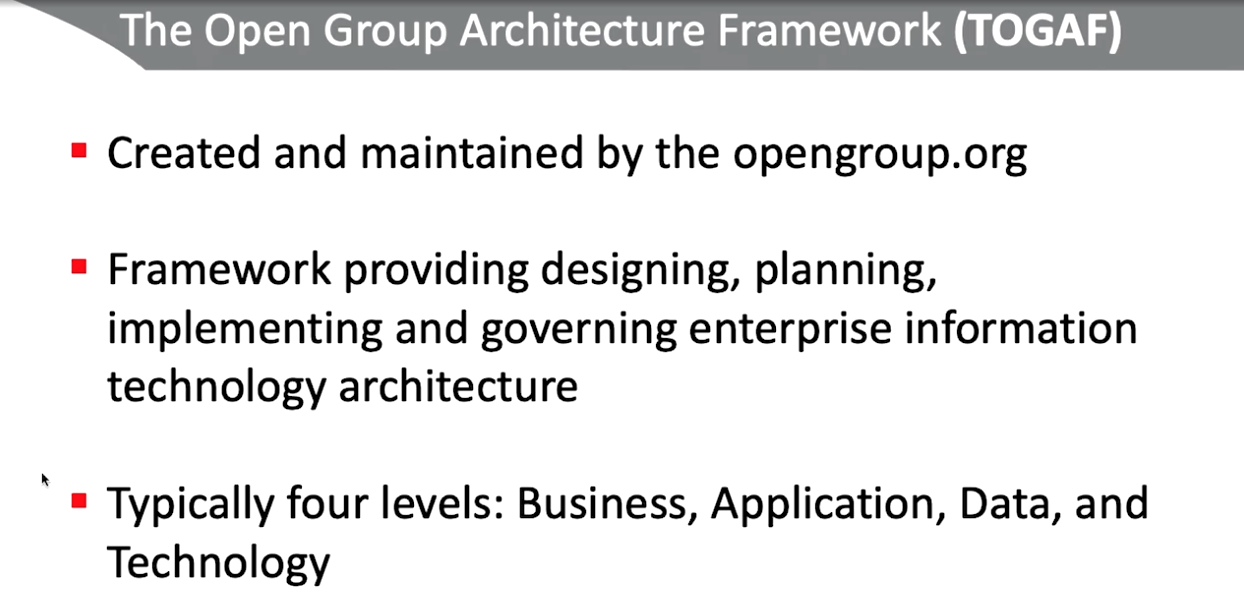 The Open Group Architecture Framework (TOGAF)
Created and maintained by the opengroup.org
Framework providing designing, planning,
implementing and governing enterprise information
technology architecture
Typically four levels: Business, Application, Data, and
Technology